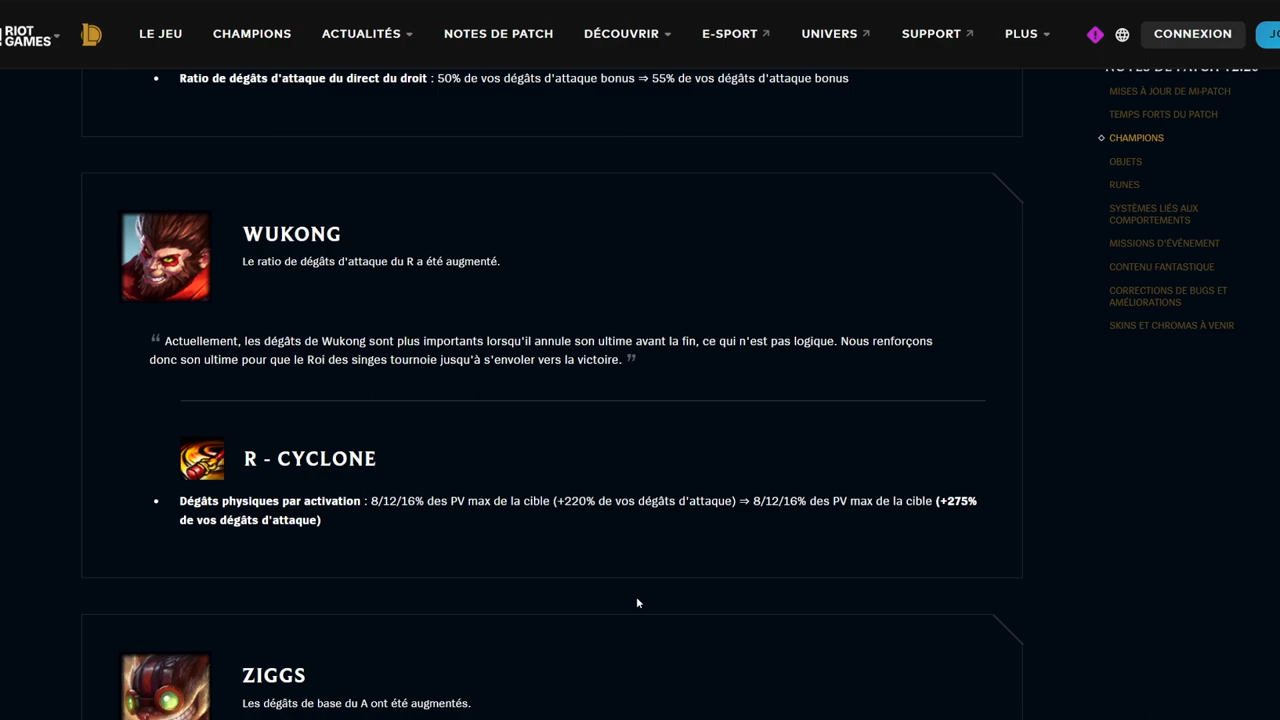 RIOT GAMES
LE JEU CHAMPIONS ACTUALITÉS NOTES DE PATCH DÉCOUVRIR E-SPORT UNIVERS SUPPORT PLUS CONNEXION
Ratio de dégâts d'attaque du direct du droit : 50% de vos dégâts d'attaque bonus ⇒ 55% de vos dégâts d'attaque bonus
WUKONG
Le ratio de dégâts d'attaque du R a été augmenté.
“ Actuellement, les dégâts de Wukong sont plus importants lorsqu'il annule son ultime avant la fin, ce qui n'est pas logique. Nous renforçons
donc son ultime pour que le Roi des singes tournoie jusqu'à s'envoler vers la victoire. ”
R - CYCLONE
Dégâts physiques par activation : 8/12/16% des PV max de la cible (+220% de vos dégâts d'attaque) ⇒ 8/12/16% des PV max de la cible (+275%
de vos dégâts d'attaque)
ZIGGS
Les dégâts de base du A ont été augmentés.
MISES À JOUR DE MI-PATCH
TEMPS FORTS DU PATCH
CHAMPIONS
OBJETS
RUNES
SYSTÈMES LIÉS AUX
COMPORTEMENTS
MISSIONS D'ÉVÉNEMENT
CONTENU FANTASTIQUE
CORRECTIONS DE BUGS ET
AMÉLIORATIONS
SKINS ET CHROMAS À VENIR